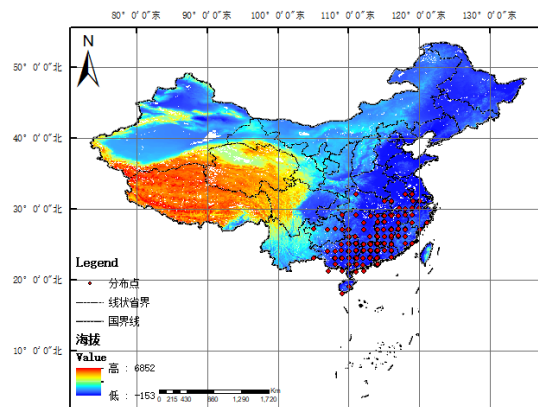 80° 0′0″东 90° 0′0″东 100° 0′0″东 110° 0′0″东 120° 0′0″东 130° 0′0″东
N
50° 0′0″北
40° 0′0″北
30° 0′0″北
20° 0′0″北
10° 0′0″北
Legend
分布点
线状省界
国界线
海拔
Value
高 : 6852
低 : -153
Km
0 215 430 860 1,290 1,720